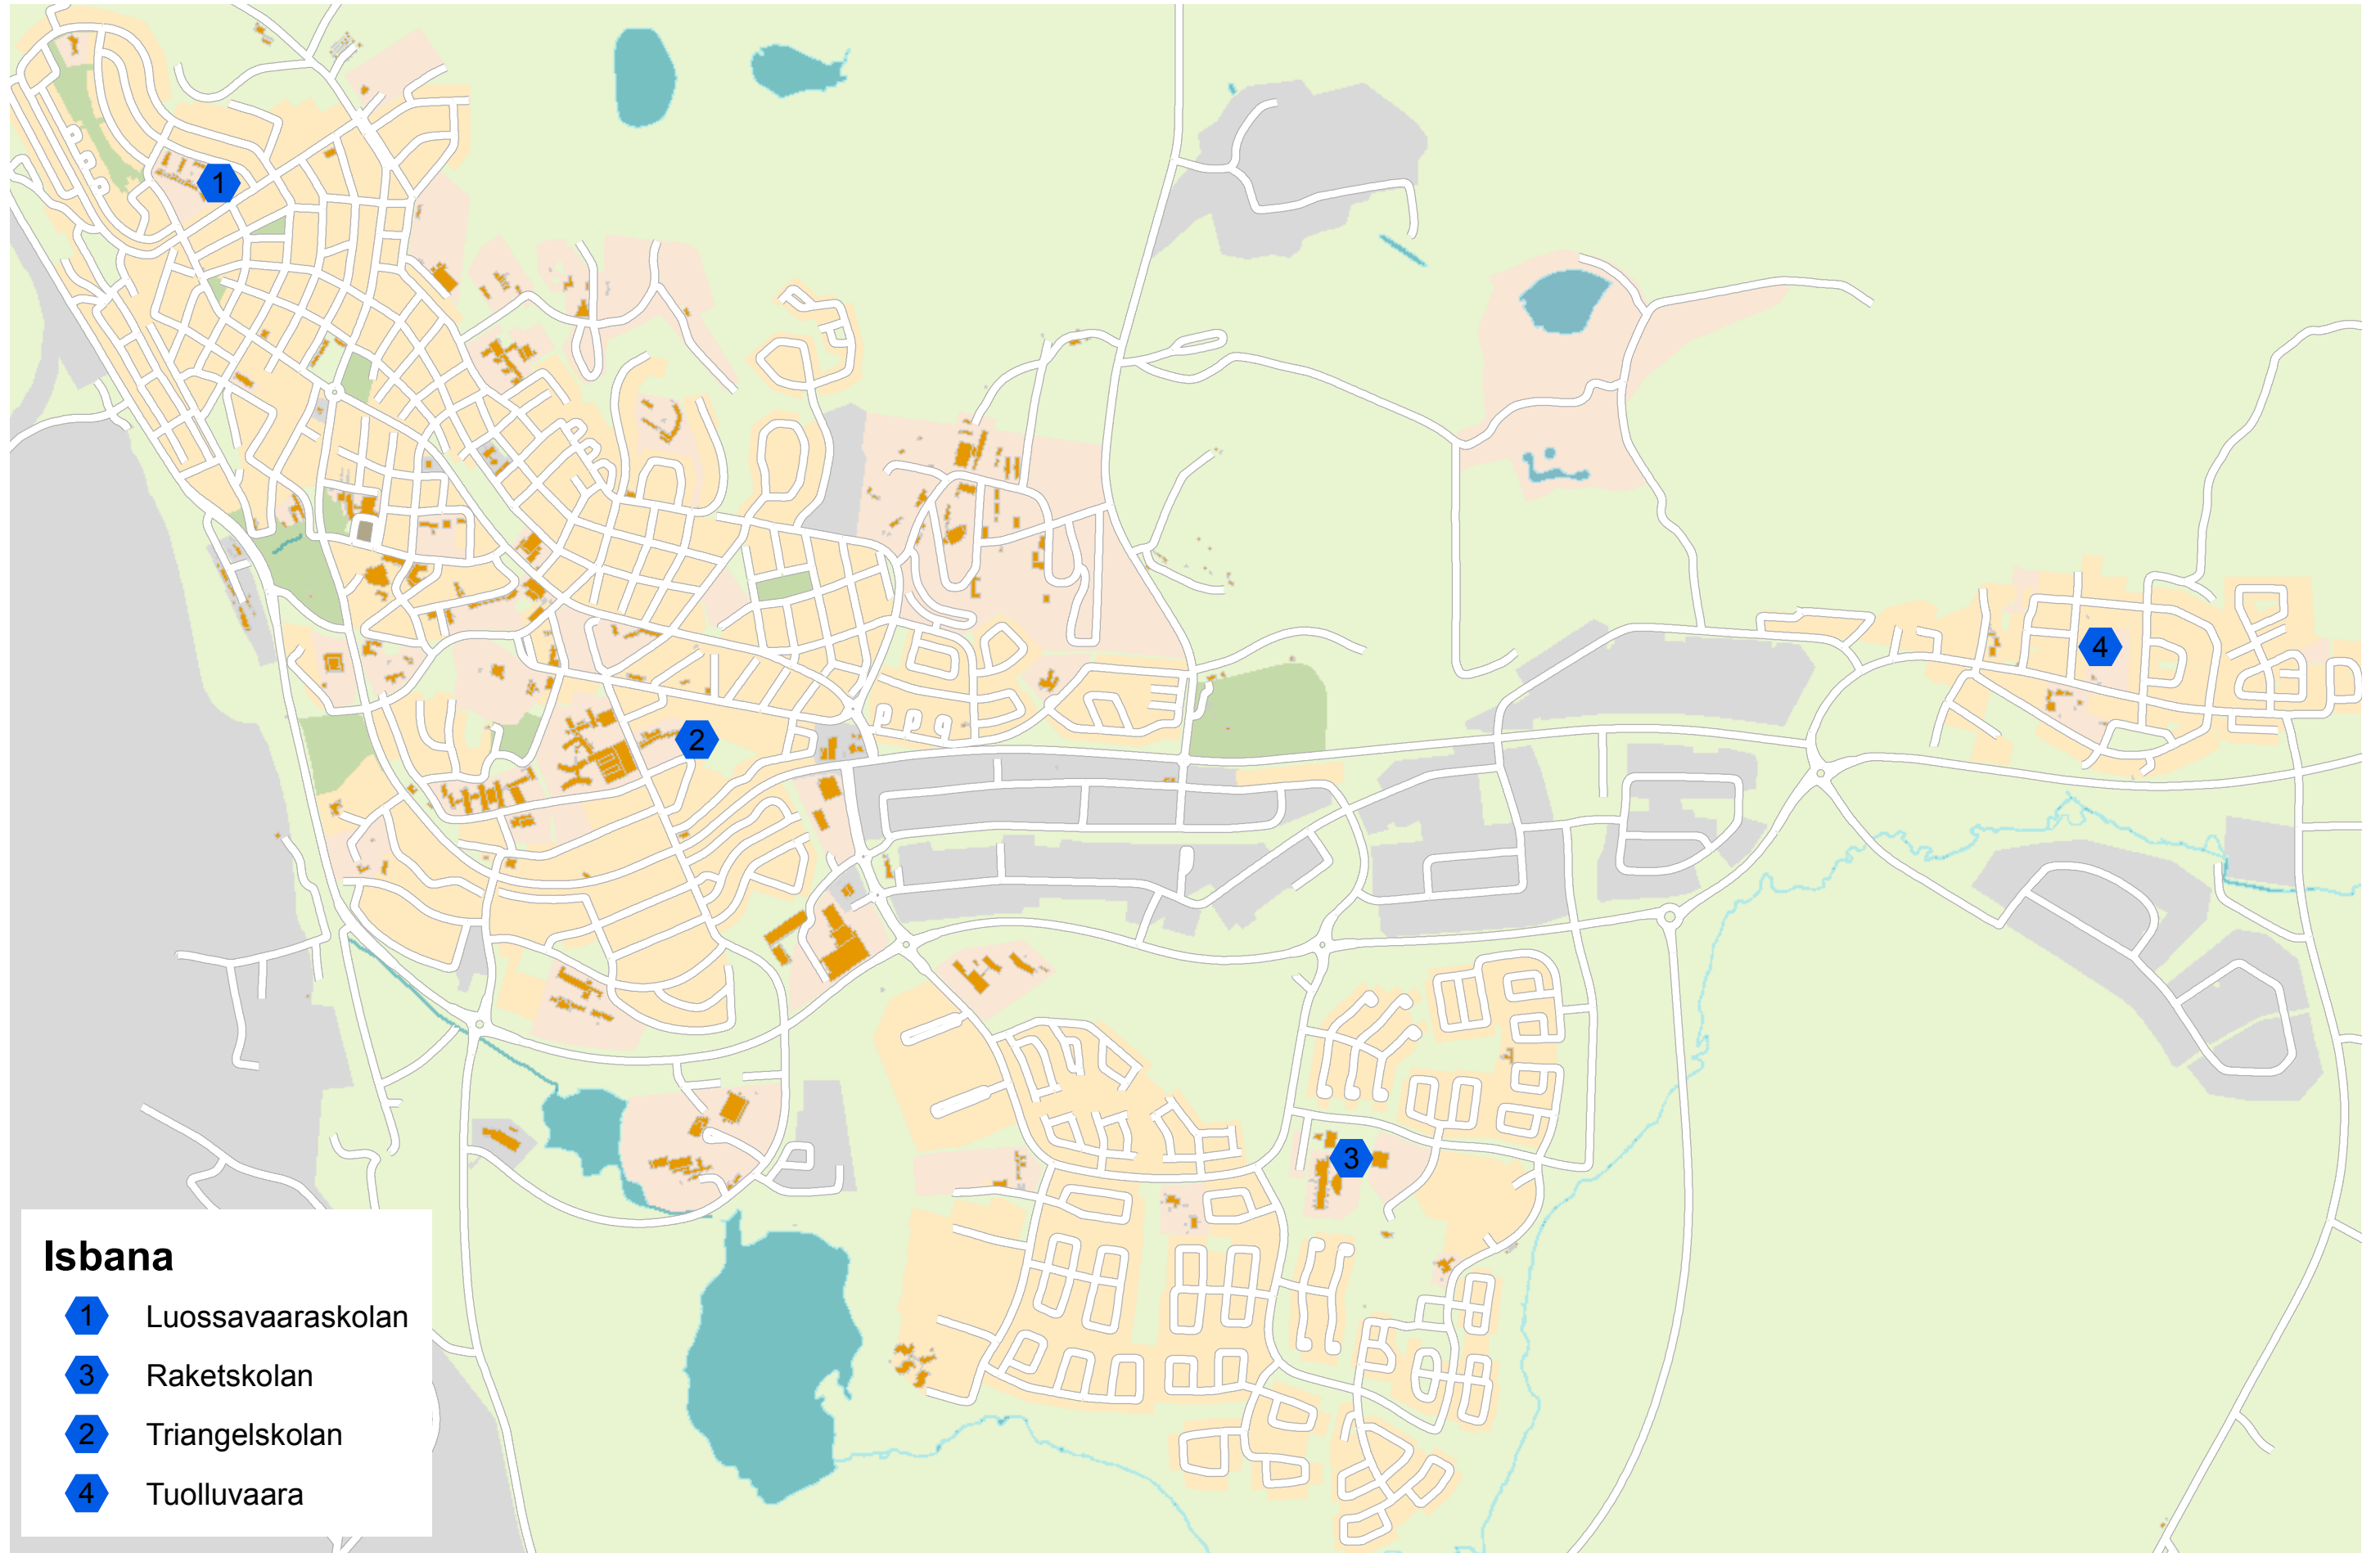 1
2
3
4
Isbana
1 Luossavaaraskolan
3 Raketskolan
2 Triangelskolan
4 Tuolluvaara